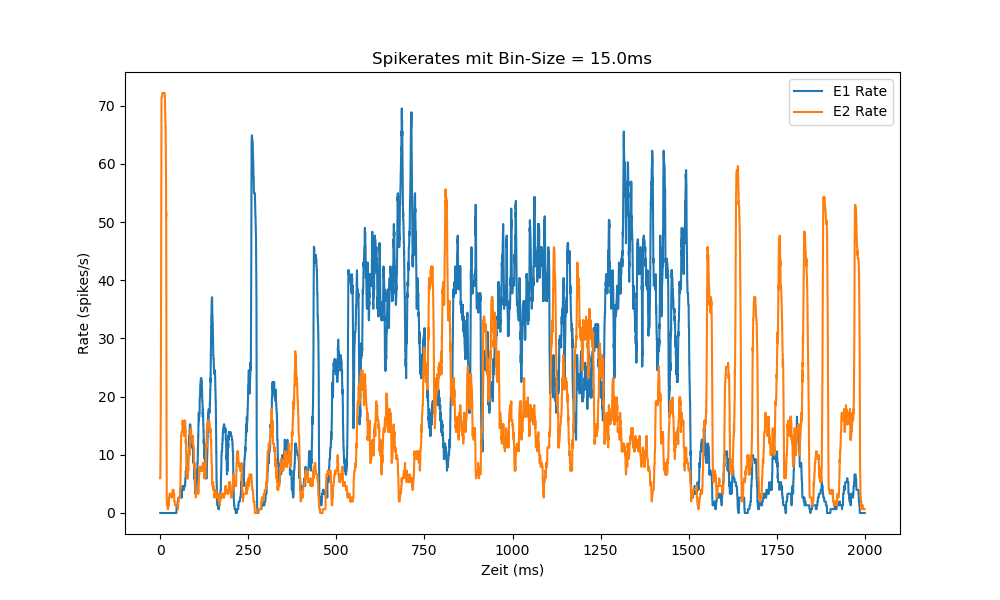 Spikerates mit Bin-Size = 15.0ms
E1 Rate
E2 Rate
Rate (spikes/s)
70
60
50
40
30
20
10
0
0 250 500 750 1000 1250 1500 1750 2000
Zeit (ms)